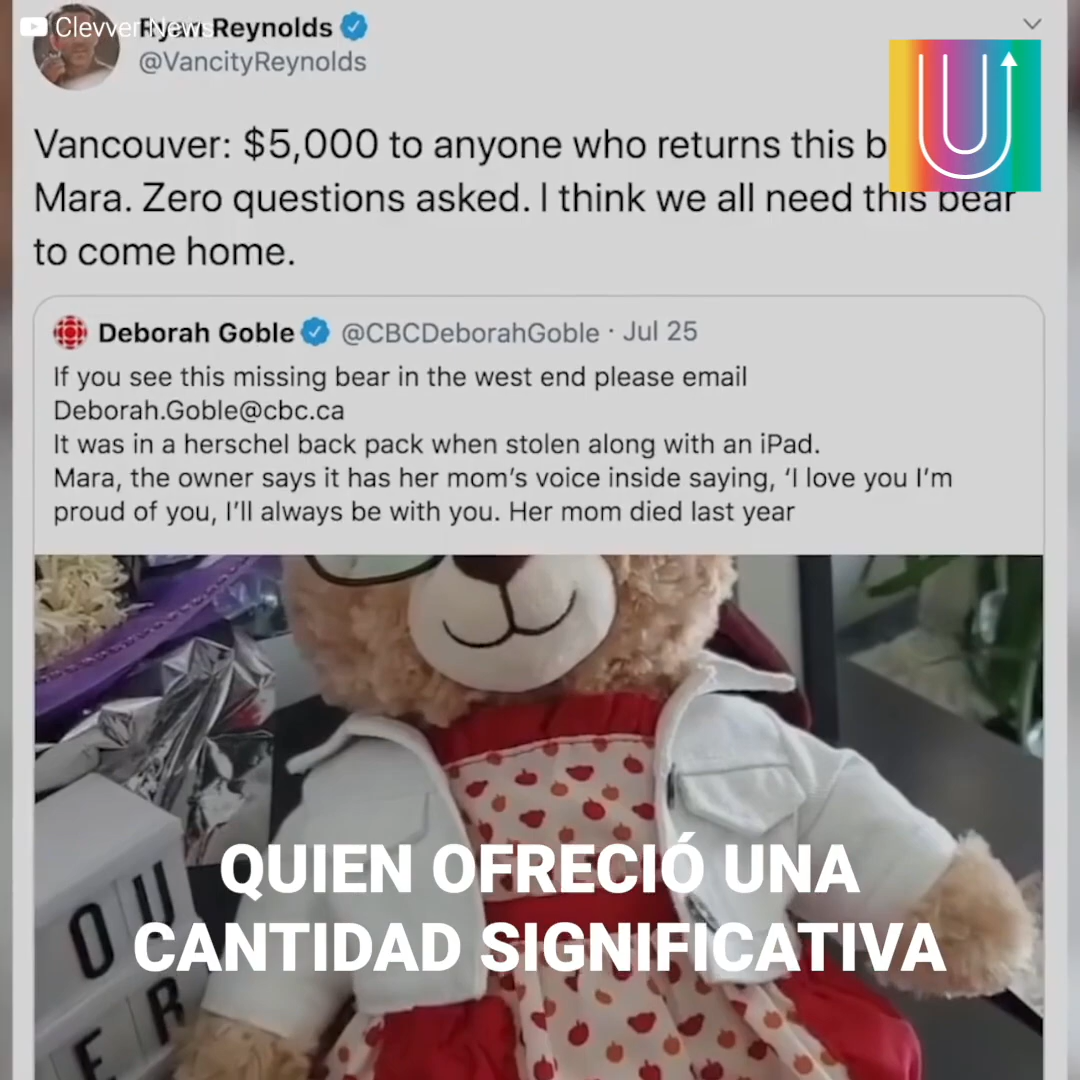 Clevver News
Ryan Reynolds
@VancityReynolds
Vancouver: $5,000 to anyone who returns this b
Mara. Zero questions asked. I think we all need this bear
to come home.
Deborah Goble @CBCDeborahGoble · Jul 25
If you see this missing bear in the west end please email
Deborah.Goble@cbc.ca
It was in a herschel back pack when stolen along with an iPad.
Mara, the owner says it has her mom's voice inside saying, ‘I love you I'm
proud of you, I'll always be with you. Her mom died last year
OU
ER
QUIEN OFRECIÓ UNA
CANTIDAD SIGNIFICATIVA